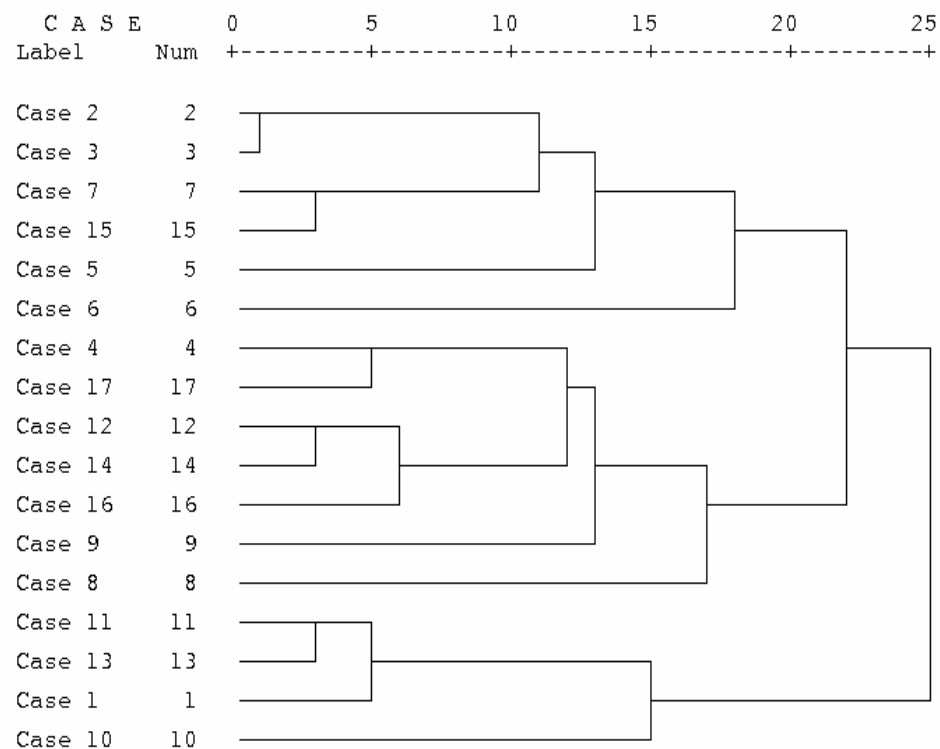 C A S E 0 5 10 15 20 25
Label Num +---------+---------+---------+---------+---------+
Case 2 2
Case 3 3
Case 7 7
Case 15 15
Case 5 5
Case 6 6
Case 4 4
Case 17 17
Case 12 12
Case 14 14
Case 16 16
Case 9 9
Case 8 8
Case 11 11
Case 13 13
Case 1 1
Case 10 10